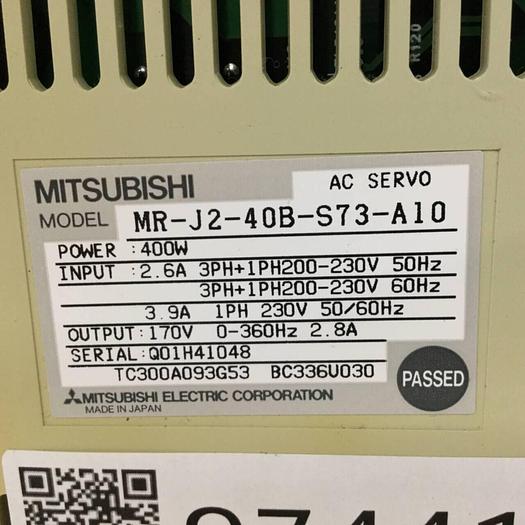 R120
MITSUBISHI
AC SERVO
MODEL MR-J2-40B-S73-A10
POWER :400W
INPUT :2.6A 3PH+1PH200-230V 50Hz
3PH+1PH200-230V 60Hz
3.9A 1PH 230V 50/60Hz
OUTPUT:170V 0-360Hz 2.8A
SERIAL:Q01H41048
TC300A093G53 BC336U030
PASSED
MITSUBISHI ELECTRIC CORPORATION
MADE IN JAPAN